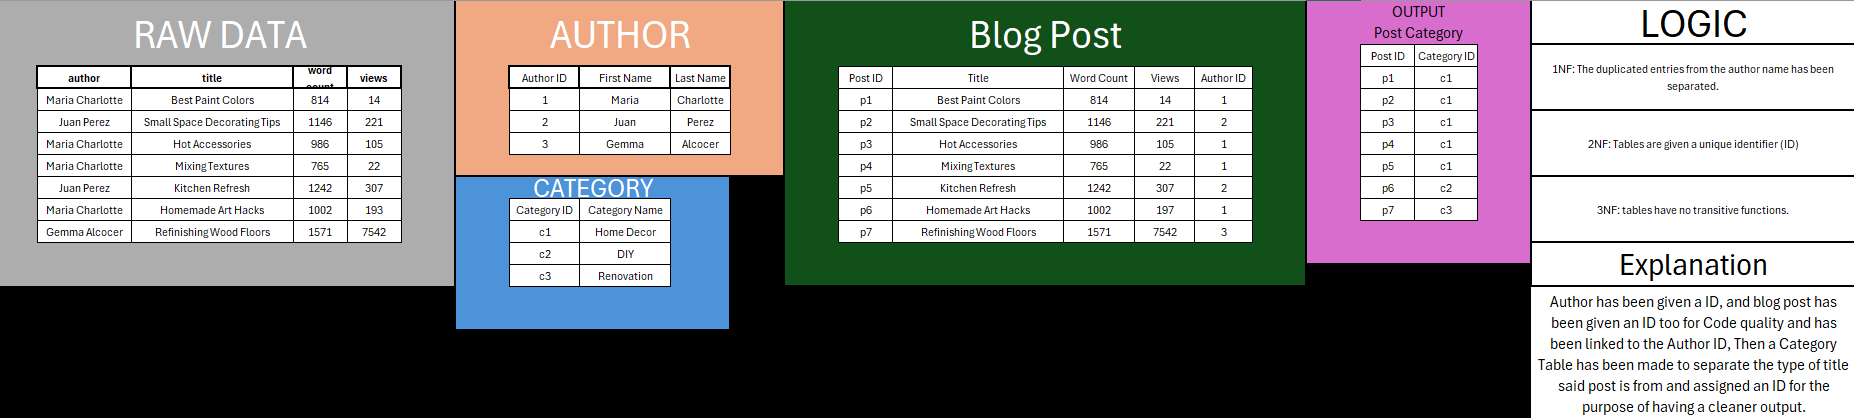 RAW DATA
author title word count views
Maria Charlotte Best Paint Colors 814 14
Juan Perez Small Space Decorating Tips 1146 221
Maria Charlotte Hot Accessories 986 105
Maria Charlotte Mixing Textures 765 22
Juan Perez Kitchen Refresh 1242 307
Maria Charlotte Homemade Art Hacks 1002 193
Gemma Alcocer Refinishing Wood Floors 1571 7542
AUTHOR
Author ID First Name Last Name
1 Maria Charlotte
2 Juan Perez
3 Gemma Alcocer
CATEGORY
Category ID Category Name
c1 Home Decor
c2 DIY
c3 Renovation
Blog Post
Post ID Title Word Count Views Author ID
p1 Best Paint Colors 814 14 1
p2 Small Space Decorating Tips 1146 221 2
p3 Hot Accessories 986 105 1
p4 Mixing Textures 765 22 1
p5 Kitchen Refresh 1242 307 2
p6 Homemade Art Hacks 1002 197 1
p7 Refinishing Wood Floors 1571 7542 3
OUTPUT
Post Category
Post ID Category ID
p1 c1
p2 c1
p3 c1
p4 c1
p5 c1
p6 c2
p7 c3
LOGIC
1NF: The duplicated entries from the author name has been
separated.
2NF: Tables are given a unique identifier (ID)
3NF: tables have no transitive functions.
Explanation
Author has been given a ID, and blog post has
been given an ID too for Code quality and has
been linked to the Author ID, Then a Category
Table has been made to separate the type of title
said post is from and assigned an ID for the
purpose of having a cleaner output.